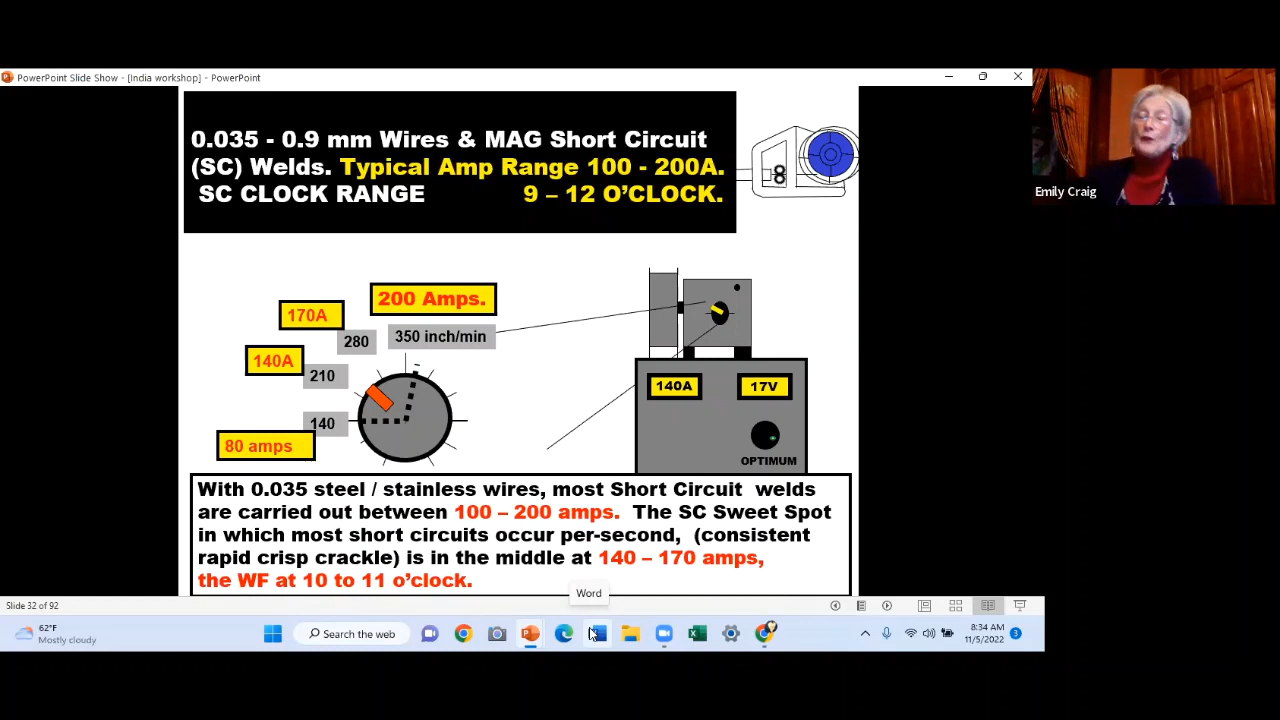 PowerPoint Slide Show - [India workshop] - PowerPoint
0.035 - 0.9 mm Wires & MAG Short Circuit
(SC) Welds. Typical Amp Range 100 - 200A.
SC CLOCK RANGE 9 – 12 O’CLOCK.
Emily Craig
200 Amps.
170A
280
350 inch/min
140A
210
140
80 amps
140A
17V
OPTIMUM
With 0.035 steel / stainless wires, most Short Circuit welds
are carried out between 100 – 200 amps. The SC Sweet Spot
in which most short circuits occur per-second, (consistent
rapid crisp crackle) is in the middle at 140 – 170 amps,
the WF at 10 to 11 o’clock.
Word
Slide 32 of 92
62°F
Mostly cloudy
Search the web
8:34 AM
11/5/2022
3